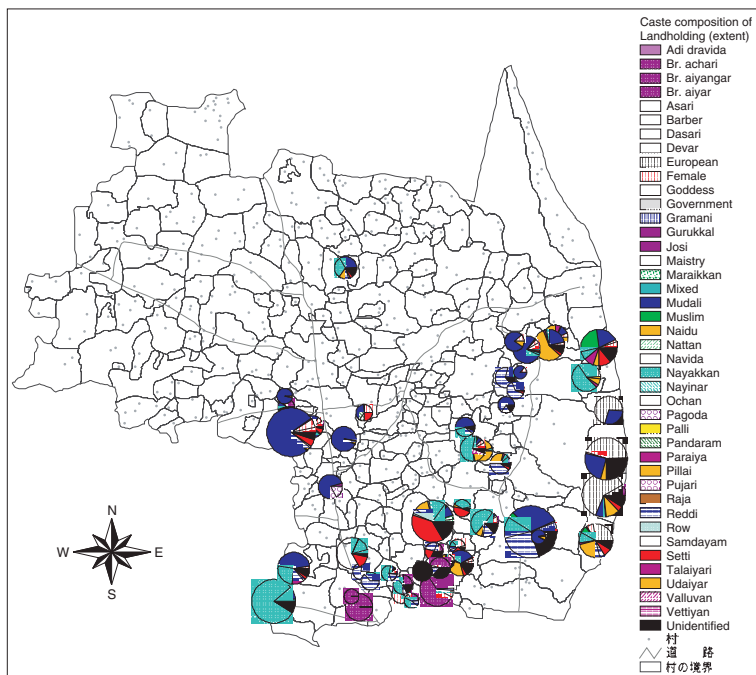 Caste composition of
Landholding (extent)
Adi dravida
Br. achari
Br. aiyangar
Br. aiyar
Asari
Barber
Dasari
Devar
European
Female
Goddess
Government
Gramani
Gurukkal
Josi
Maistry
Maraikkan
Mixed
Mudali
Muslim
Naidu
Nattan
Navida
Nayakkan
Nayinar
Ochan
Pagoda
Palli
Pandaram
Paraiya
Pillai
Pujari
Raja
Reddi
Row
Samdayam
Setti
Talaiyari
Udaiyar
Valluvan
Vettiyan
Unidentified
村
道 路
村の境界
N
W E
S